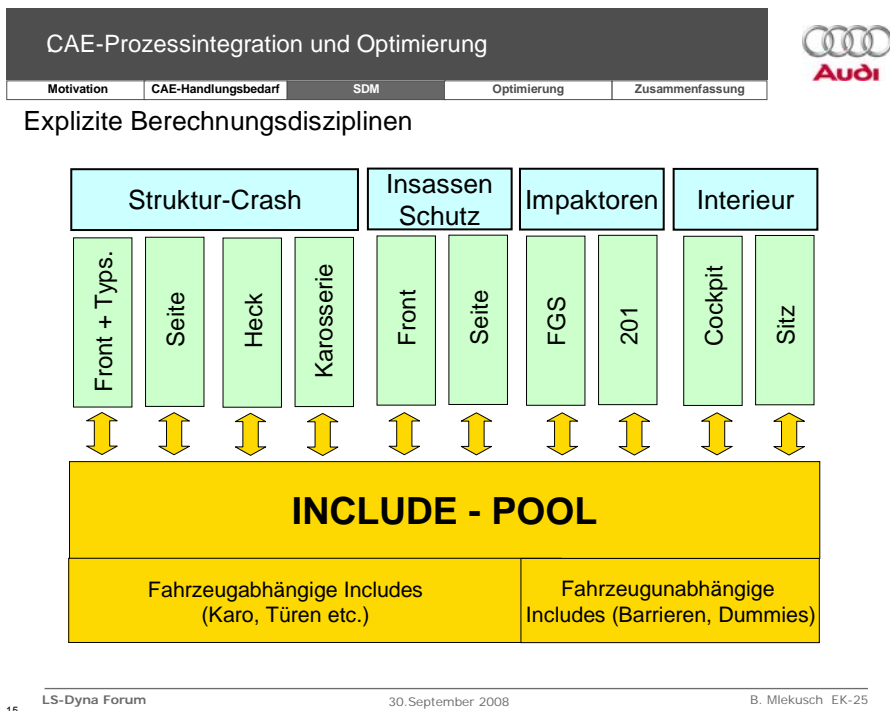 CAE-Prozessintegration und Optimierung
Audi
Motivation CAE-Handlungsbedarf SDM Optimierung Zusammenfassung
Explizite Berechnungsdisziplinen
Struktur-Crash
Insassen
Schutz
Impaktoren
Interieur
Front + Typs.
Seite
Heck
Karosserie
Front
Seite
FGS
201
Cockpit
Sitz
INCLUDE - POOL
Fahrzeugabhängige Includes
(Karo, Türen etc.)
Fahrzeugunabhängige
Includes (Barrieren, Dummies)
15 LS-Dyna Forum 30.September 2008 B. Mlekusch EK-25